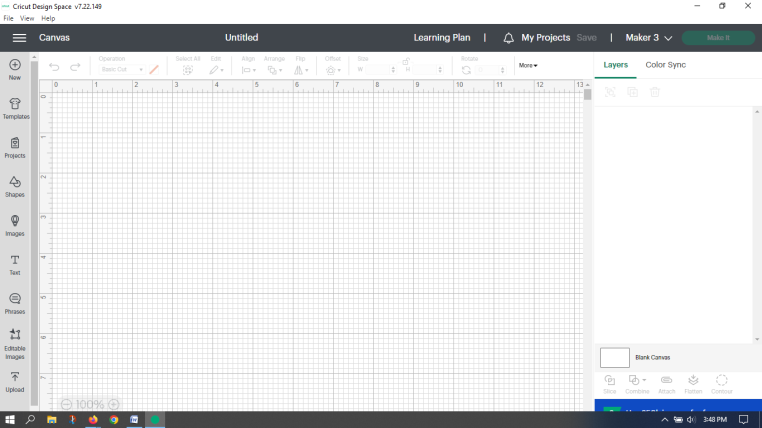 Cricut Design Space v7.22.149
File View Help
Canvas
Untitled
Learning Plan | My Projects Save | Maker 3 Make It
New
Templates
Projects
Shapes
Images
Text
Phrases
Editable
Images
Upload
Operation
Basic Cut
Select All
Edit
Align
Arrange
Flip
Offset
Size
W
H
Rotate
More
0 1 2 3 4 5 6 7 8 9 10 11 12 13
0
1
2
3
4
5
6
7
100%
Layers Color Sync
Blank Canvas
Slice Combine Attach Flatten Contour
3:48 PM